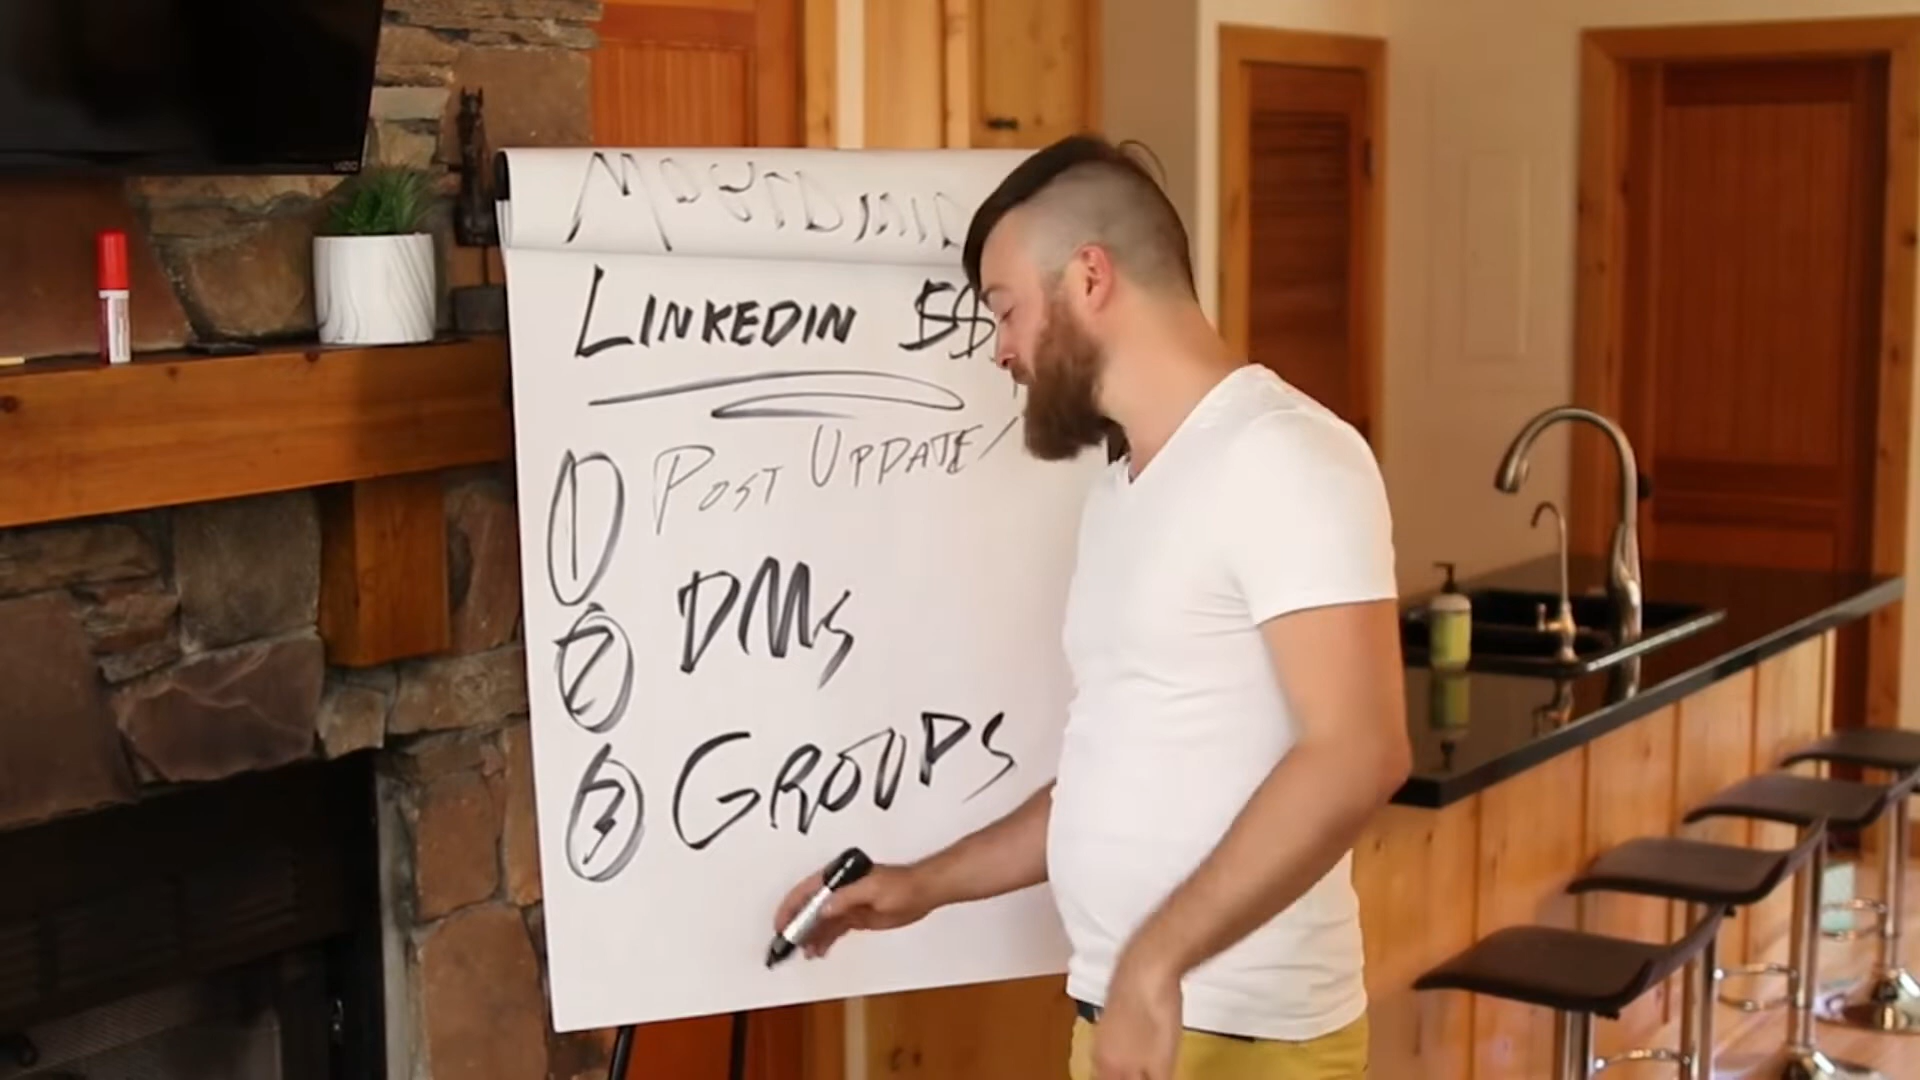 LINKEDIN $$
1 POST UPDATE/
2 DMs
3 GROUPS